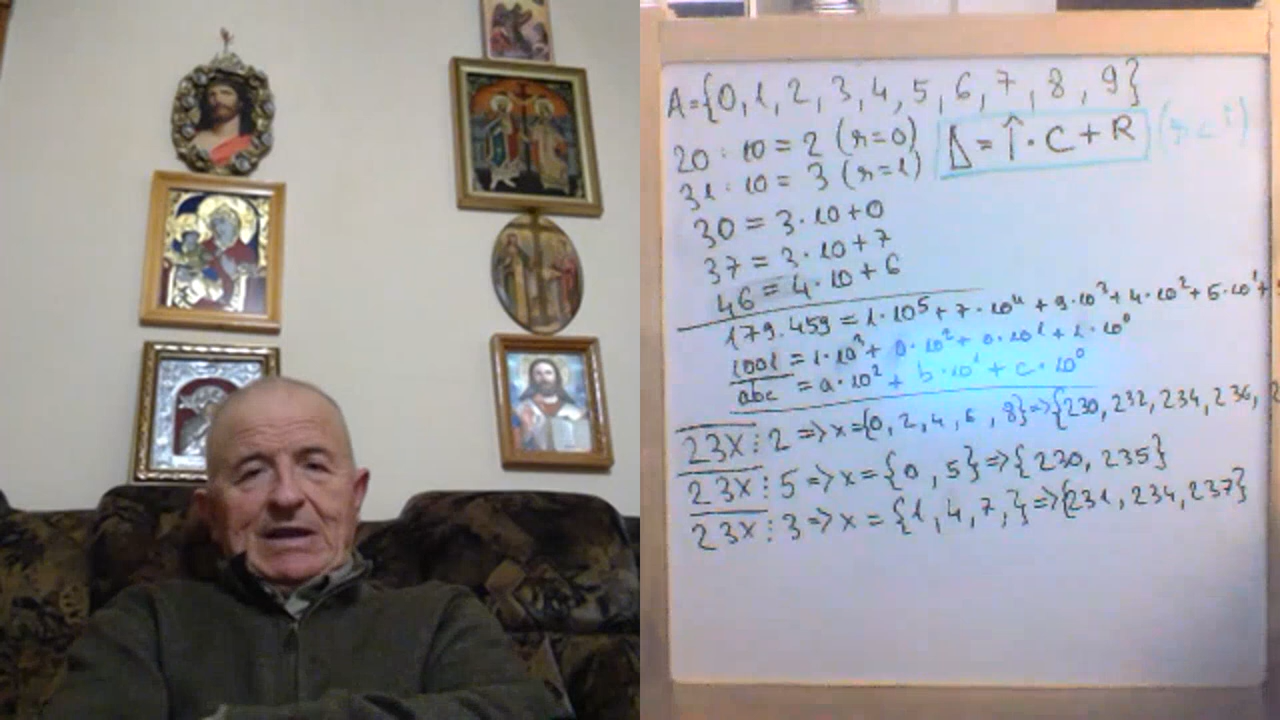 A={0,1,2,3,4,5,6,7,8,9}
20:10=2 (r=0)
Δ=Î·C+R
31:10=3 (r=1)
30=3·10+0
37=3·10+7
46=4·10+6
179.459=1·10⁵+7·10⁴+9·10³+4·10²+5·10¹+
1001=1·10³+0·10²+0·10¹+1·10⁰
abc=a·10²+b·10¹+c·10⁰
23x⋮2=>x={0,2,4,6,8}=>{230,232,234,236,
23x⋮5=>x={0,5}=>{230,235}
23x⋮3=>x={1,4,7,}=>{231,234,237}